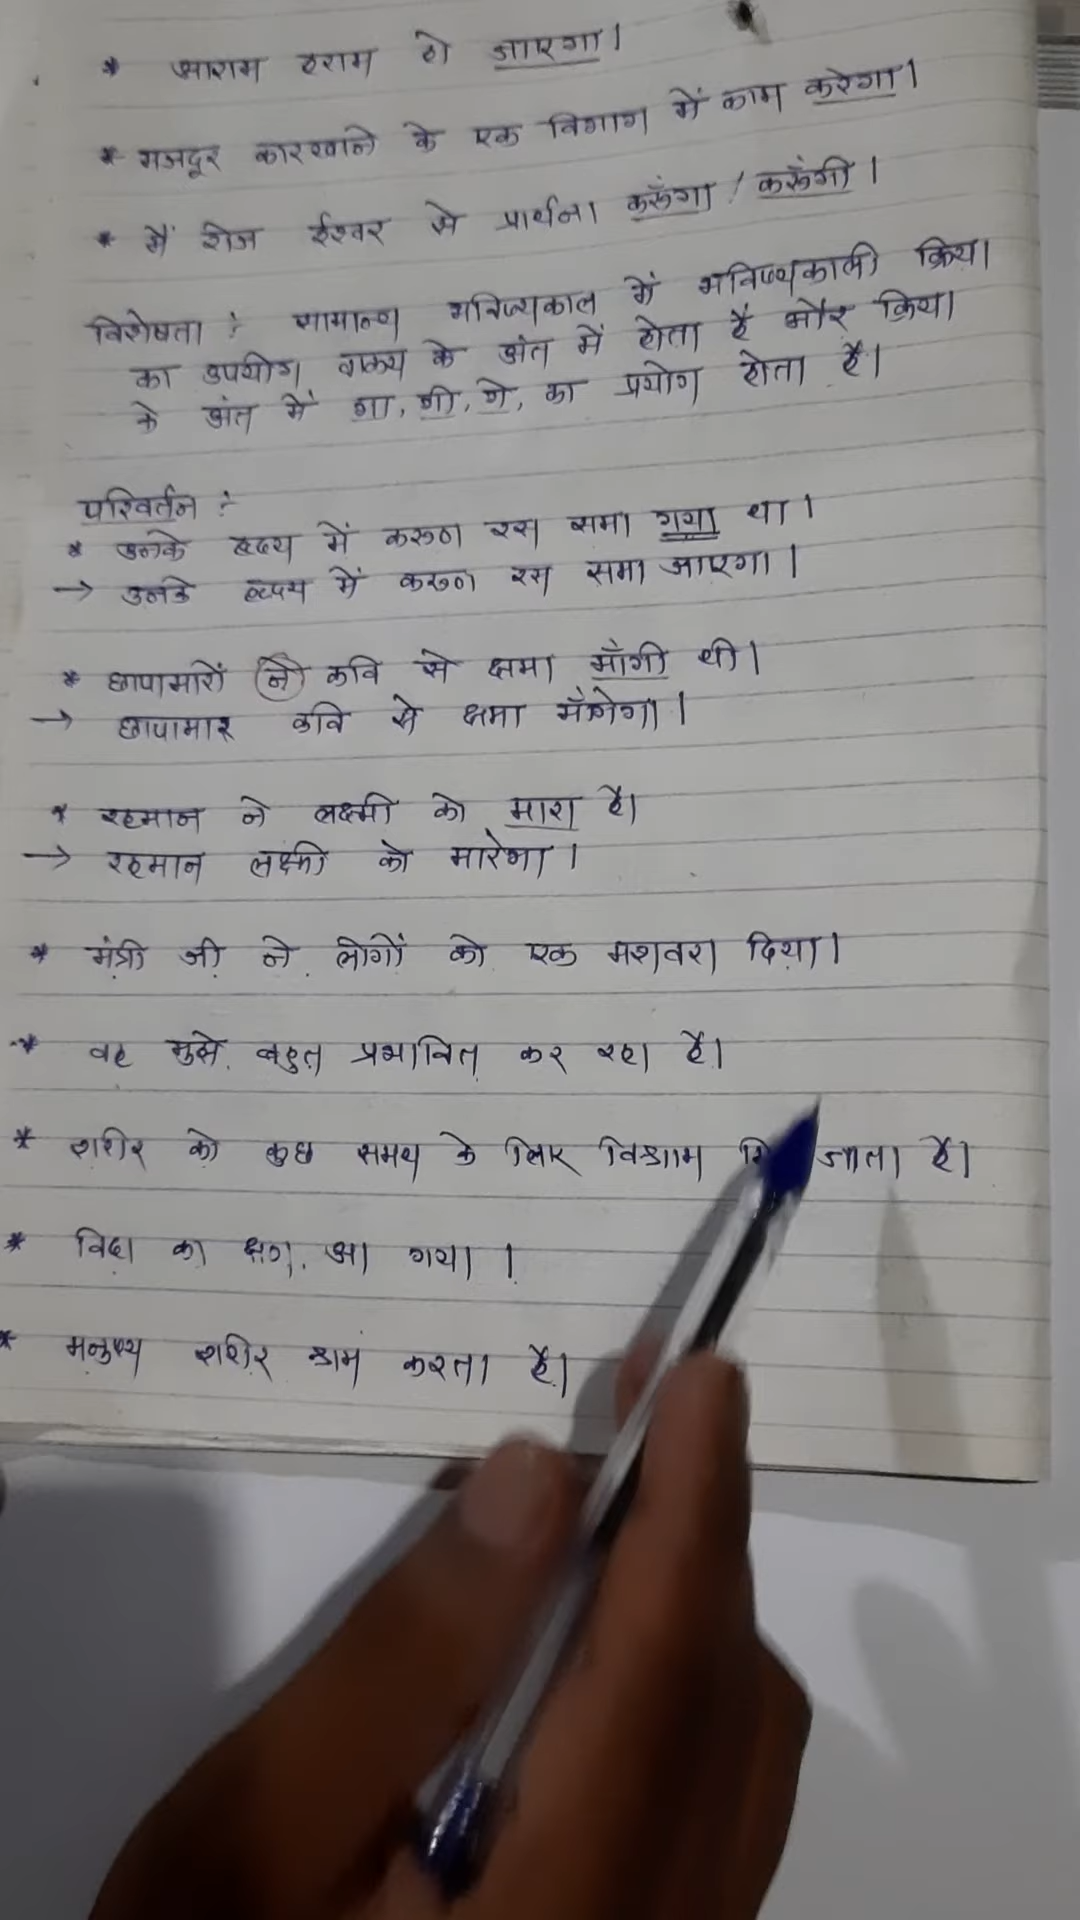 * आराम हराम हो जाएगा।
* मजदूर कारखाने के एक विभाग में काम करेगा।
* मैं रोज ईश्वर से प्रार्थना करूँगा / करूँगी।
विशेषता : सामान्य भविष्यकाल में भविष्यकाली क्रिया
का उपयोग वाक्य के अंत में होता है और क्रिया
के अंत में गा, गी, गे, का प्रयोग होता है।
परिवर्तन :
* उनके हृदय में करुण रस समा गया था।
→ उनके हृदय में करुण रस समा जाएगा।
* छापामारों ने कवि से क्षमा माँगी थी।
→ छापामार कवि से क्षमा माँगेगा।
* रहमान ने लक्ष्मी को मारा है।
→ रहमान लक्ष्मी को मारेगा।
* मंत्री जी ने लोगों को एक मशवरा दिया।
* वह मुझे बहुत प्रभावित कर रहा है।
* शरीर को कुछ समय के लिए विश्राम जाता है।
* विदा का क्षण आ गया।
* मनुष्य शरीर श्रम करता है।